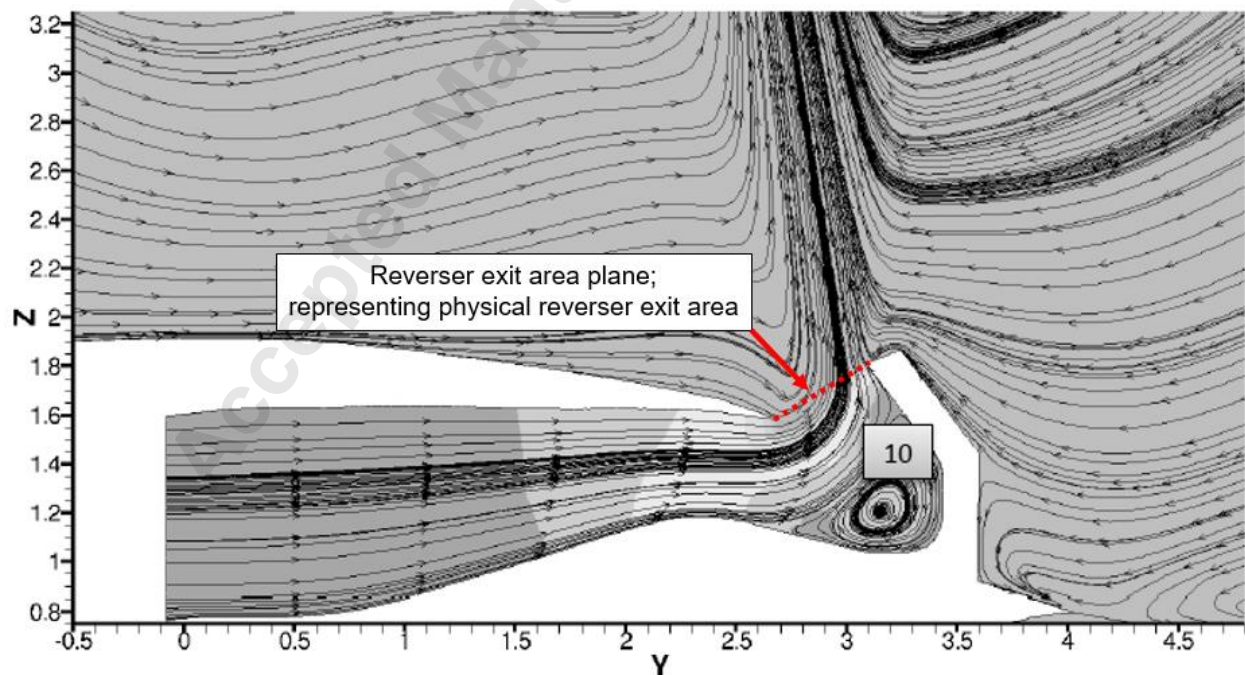 3.2
3
2.8
2.6
2.4
2.2
2
1.8
1.6
1.4
1.2
1
0.8
Z
Accepted Man
Reverser exit area plane;
representing physical reverser exit area
10
-0.5 0 0.5 1 1.5 2 2.5 3 3.5 4 4.5
Y